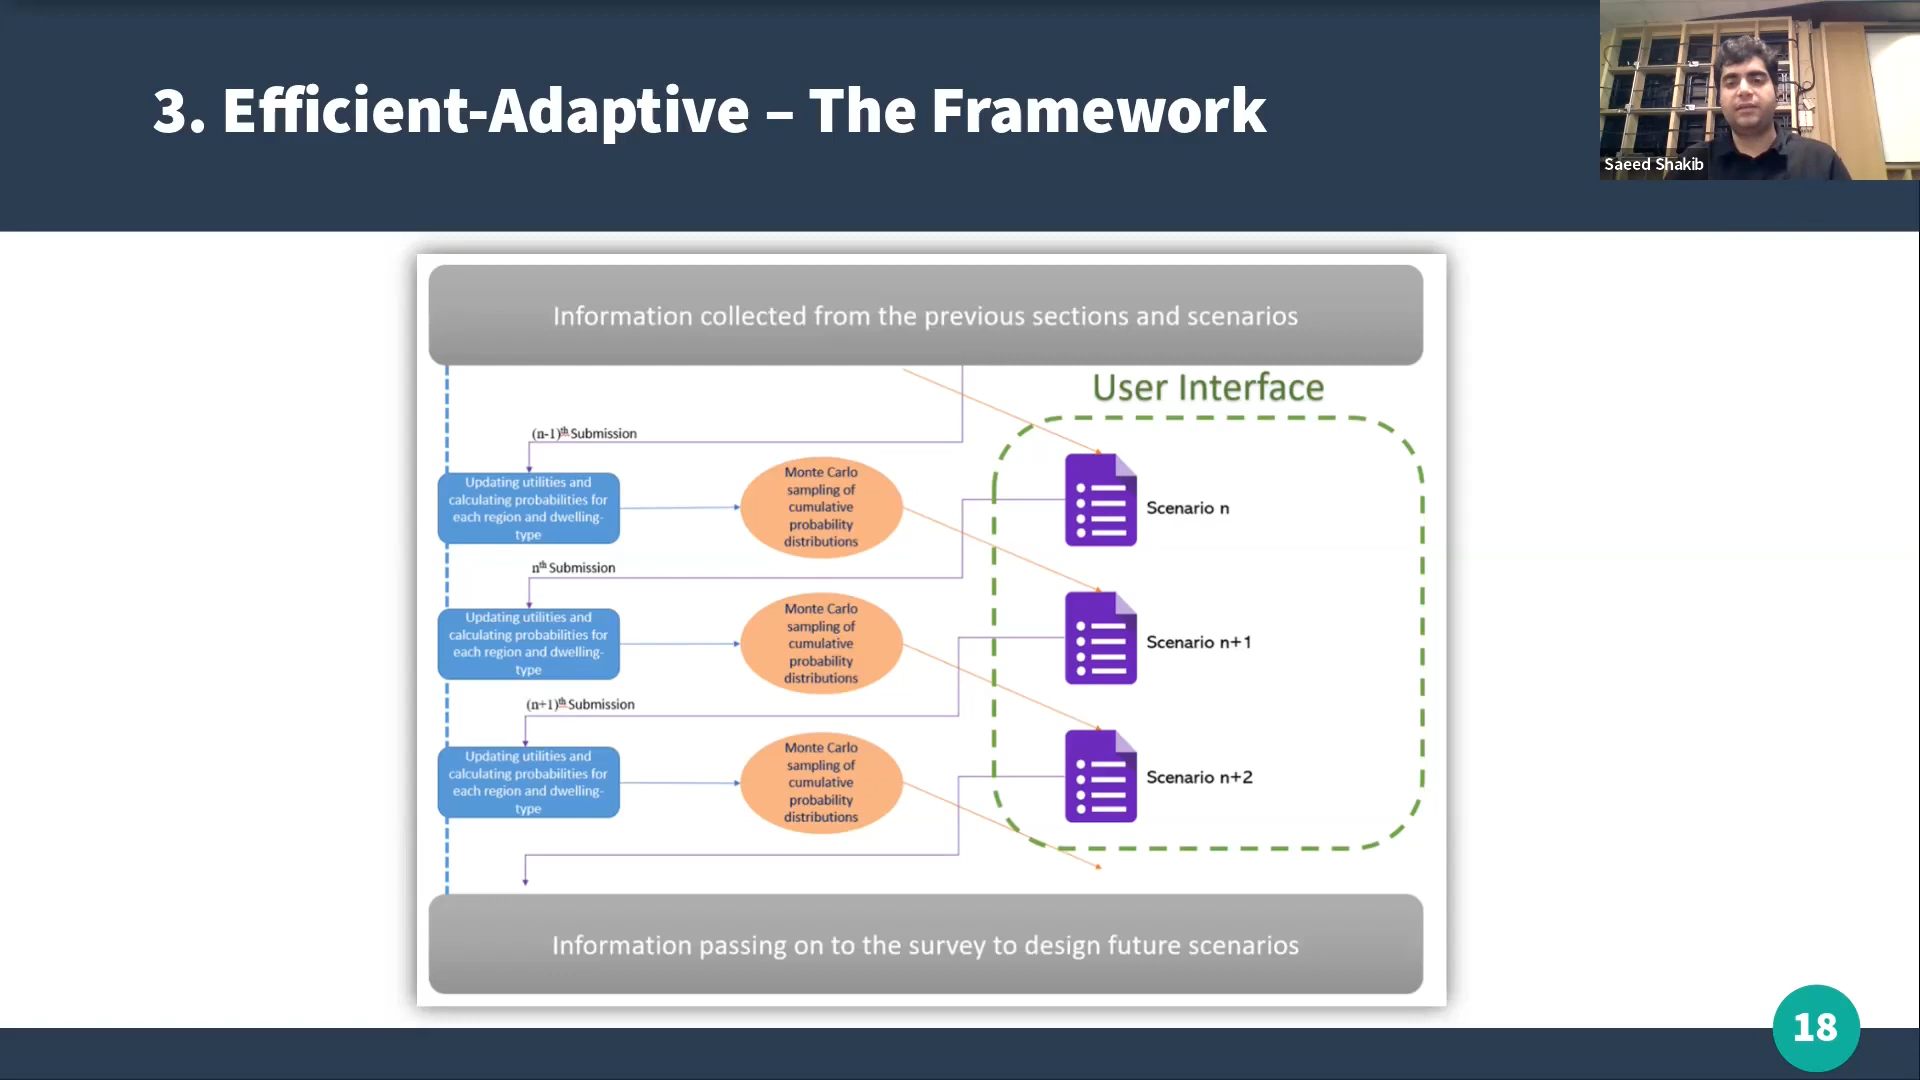 3. Efficient-Adaptive – The Framework
Saeed Shakib
Information collected from the previous sections and scenarios
User Interface
(n-1)th Submission
Updating utilities and
calculating probabilities for
each region and dwelling-
type
Monte Carlo
sampling of
cumulative
probability
distributions
Scenario n
nth Submission
Updating utilities and
calculating probabilities for
each region and dwelling-
type
Monte Carlo
sampling of
cumulative
probability
distributions
Scenario n+1
(n+1)th Submission
Updating utilities and
calculating probabilities for
each region and dwelling-
type
Monte Carlo
sampling of
cumulative
probability
distributions
Scenario n+2
Information passing on to the survey to design future scenarios
18